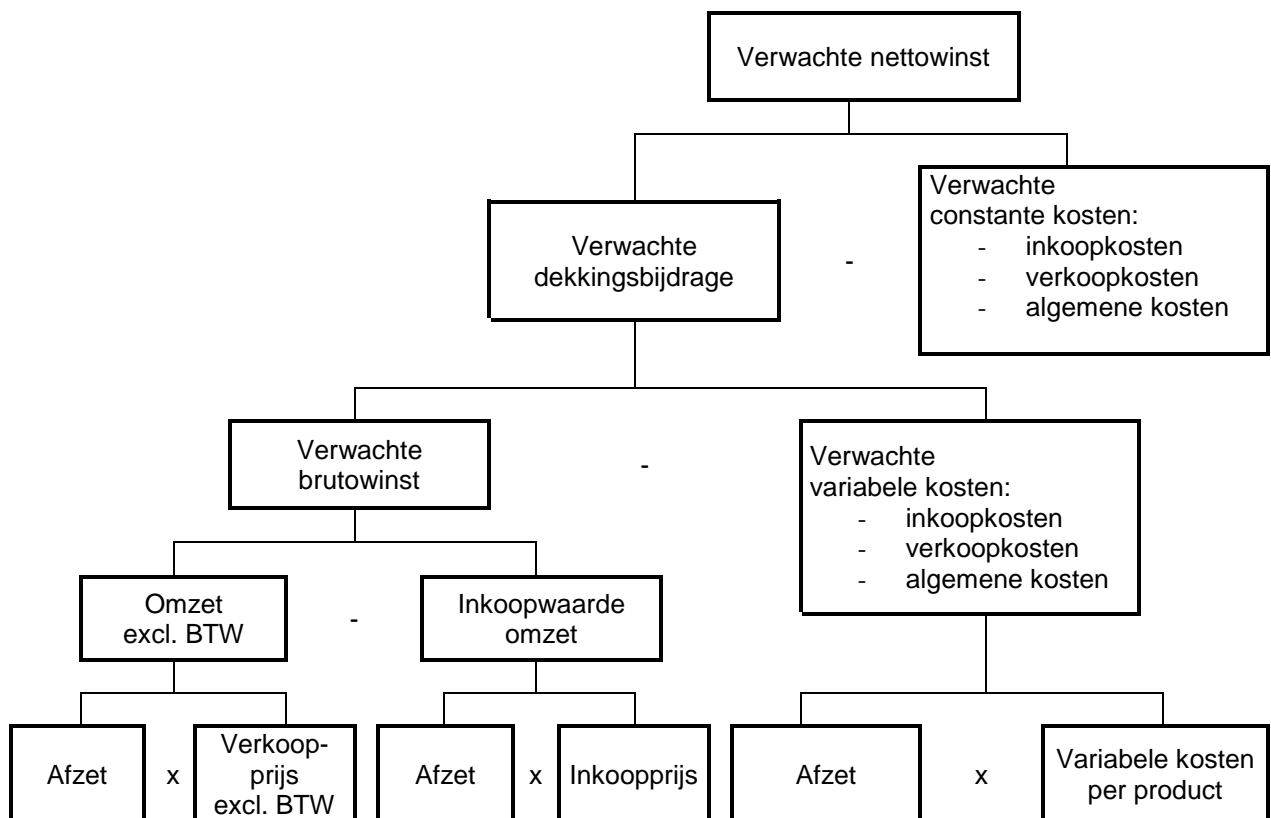 Verwachte nettowinst
Verwachte
dekkingsbijdrage
-
Verwachte
constante kosten:
- inkoopkosten
- verkoopkosten
- algemene kosten
Verwachte
brutowinst
-
Verwachte
variabele kosten:
- inkoopkosten
- verkoopkosten
- algemene kosten
Omzet
excl. BTW
-
Inkoopwaarde
omzet
Afzet
x
Verkoop-
prijs
excl. BTW
Afzet
x
Inkoopprijs
Afzet
x
Variabele kosten
per product